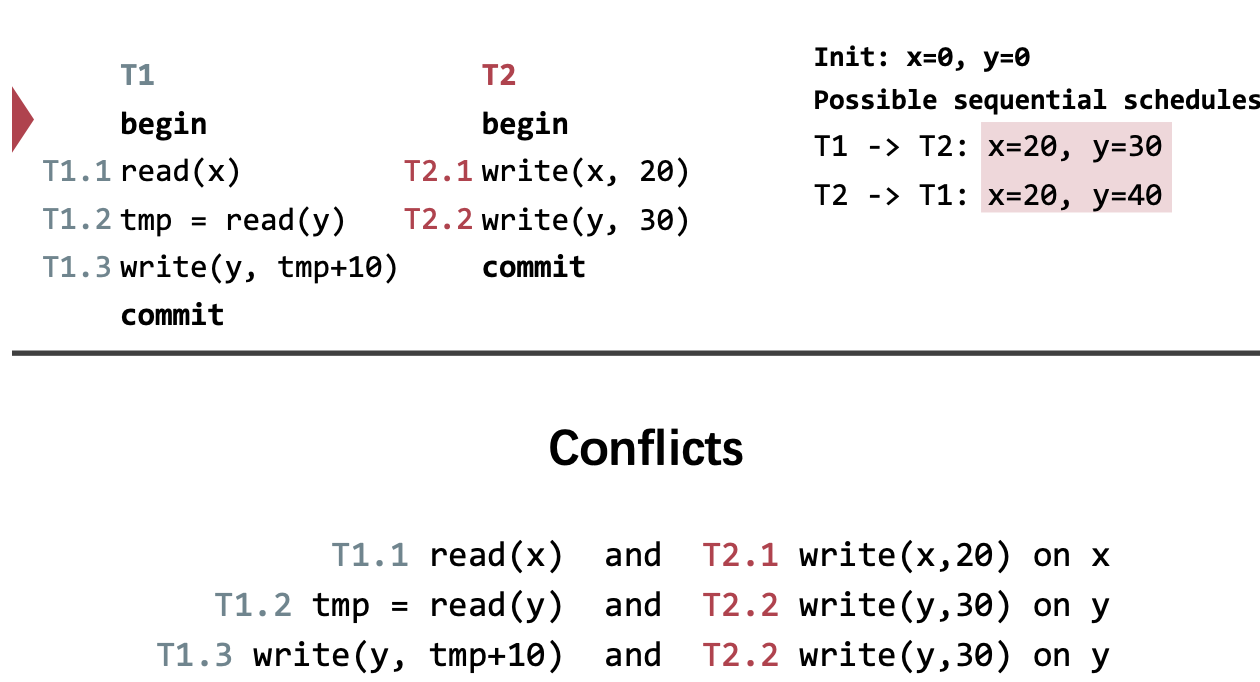 T1
begin
T1.1 read(x)
T1.2 tmp = read(y)
T1.3 write(y, tmp+10)
commit
T2
begin
T2.1 write(x, 20)
T2.2 write(y, 30)
commit
Init: x=0, y=0
Possible sequential schedules
T1 -> T2: x=20, y=30
T2 -> T1: x=20, y=40
Conflicts
T1.1 read(x) and T2.1 write(x,20) on x
T1.2 tmp = read(y) and T2.2 write(y,30) on y
T1.3 write(y, tmp+10) and T2.2 write(y,30) on y